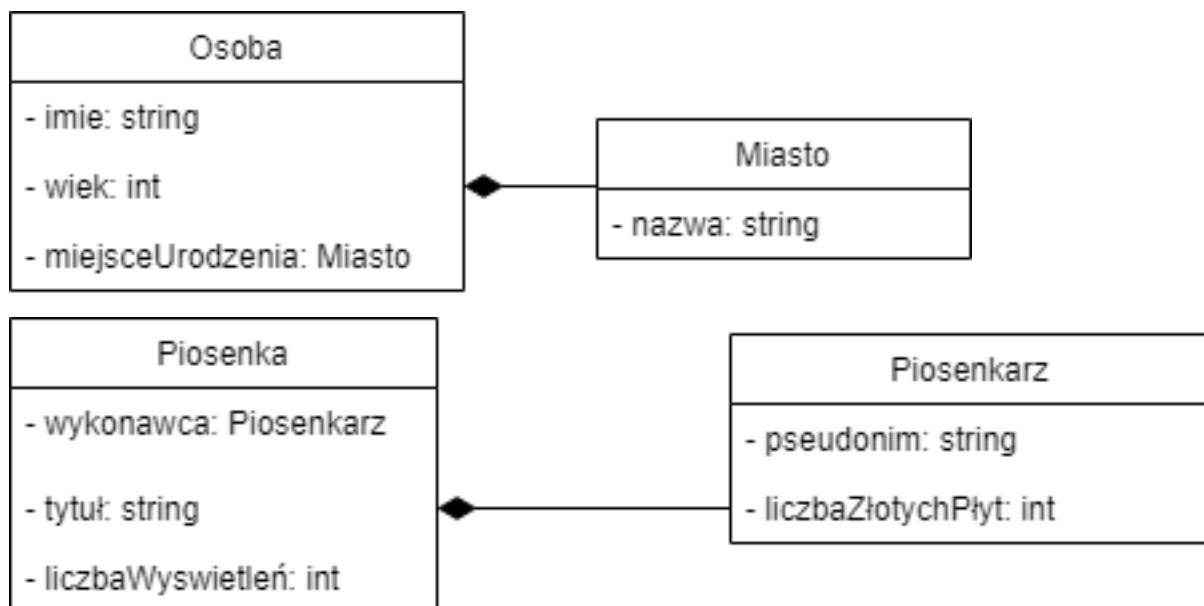 Osoba
- imie: string
- wiek: int
- miejsceUrodzenia: Miasto
Miasto
- nazwa: string
Piosenka
- wykonawca: Piosenkarz
- tytuł: string
- liczbaWyswietleń: int
Piosenkarz
- pseudonim: string
- liczbaZłotychPłyt: int